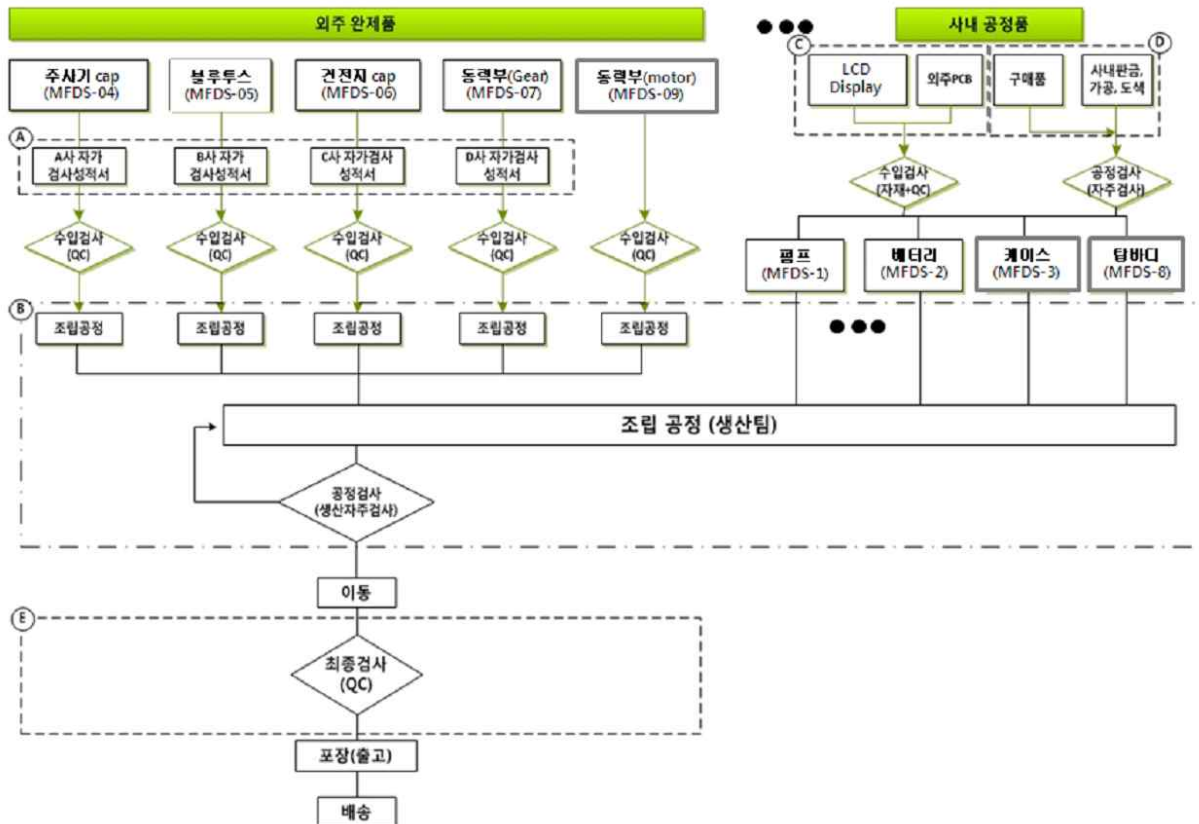 외주 완제품
사내 공정품
주사기 cap
(MFDS-04)
블루투스
(MFDS-05)
건전지 cap
(MFDS-06)
동력부(Gear)
(MFDS-07)
동력부(motor)
(MFDS-09)
C
LCD
Display
외주PCB
D
구매품
사내판금,
가공, 도색
A
A사 자가
검사성적서
B사 자가
검사성적서
C사 자가검사
성적서
D사 자가검사
성적서
수입검사
(자재+QC)
공정검사
(자주검사)
수입검사
(QC)
수입검사
(QC)
수입검사
(QC)
수입검사
(QC)
수입검사
(QC)
펌프
(MFDS-1)
배터리
(MFDS-2)
케이스
(MFDS-3)
탑바디
(MFDS-8)
B
조립공정
조립공정
조립공정
조립공정
조립공정
조립 공정 (생산팀)
공정검사
(생산자주검사)
이동
E
최종검사
(QC)
포장(출고)
배송